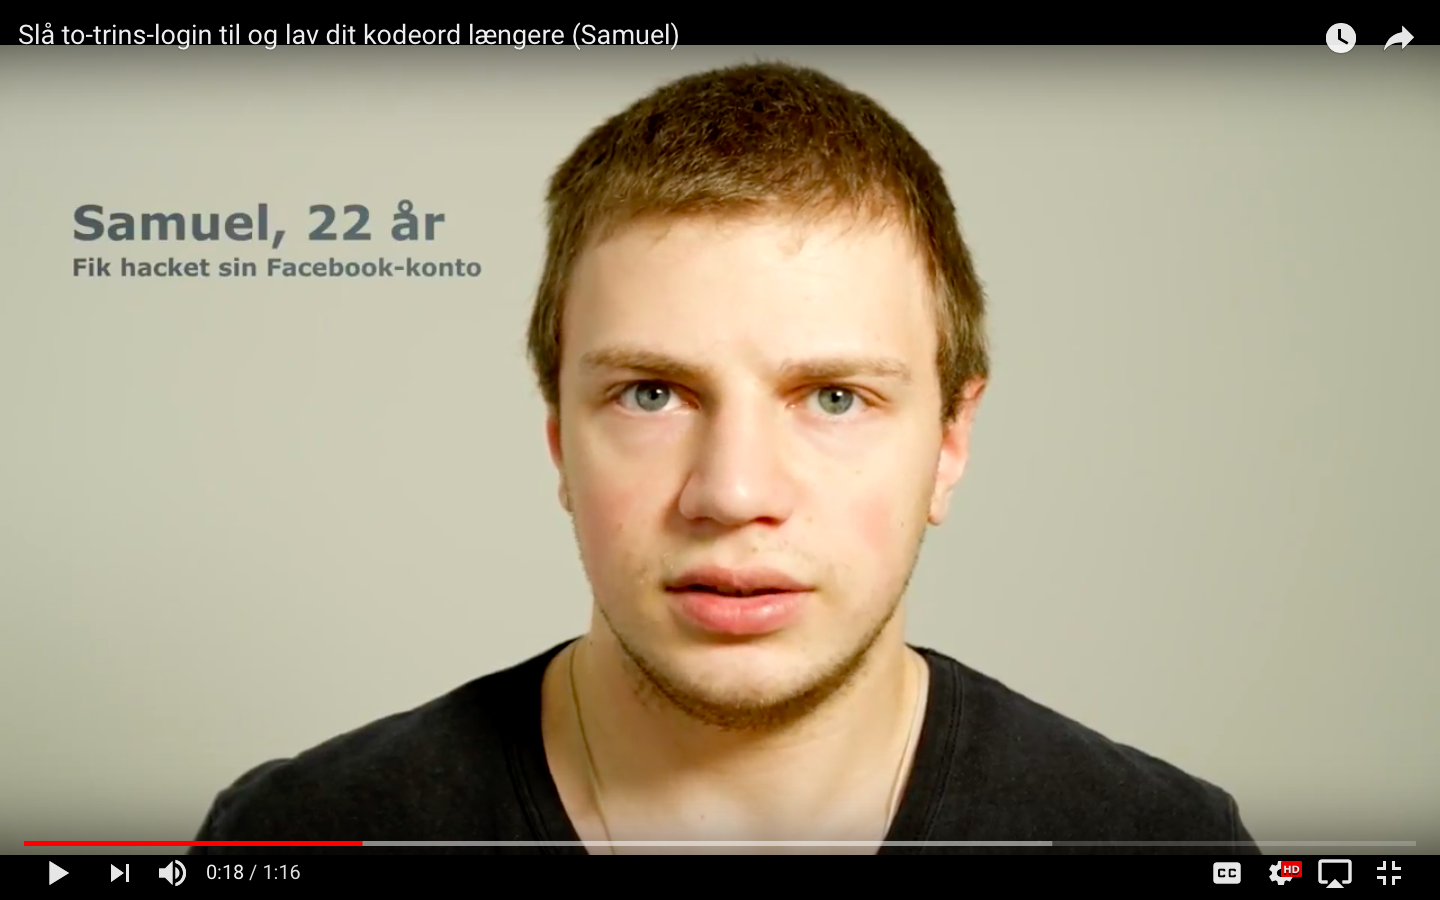 Slå to-trins-login til og lav dit kodeord længere (Samuel)
Samuel, 22 år
Fik hacket sin Facebook-konto
0:18 / 1:16
CC
HD